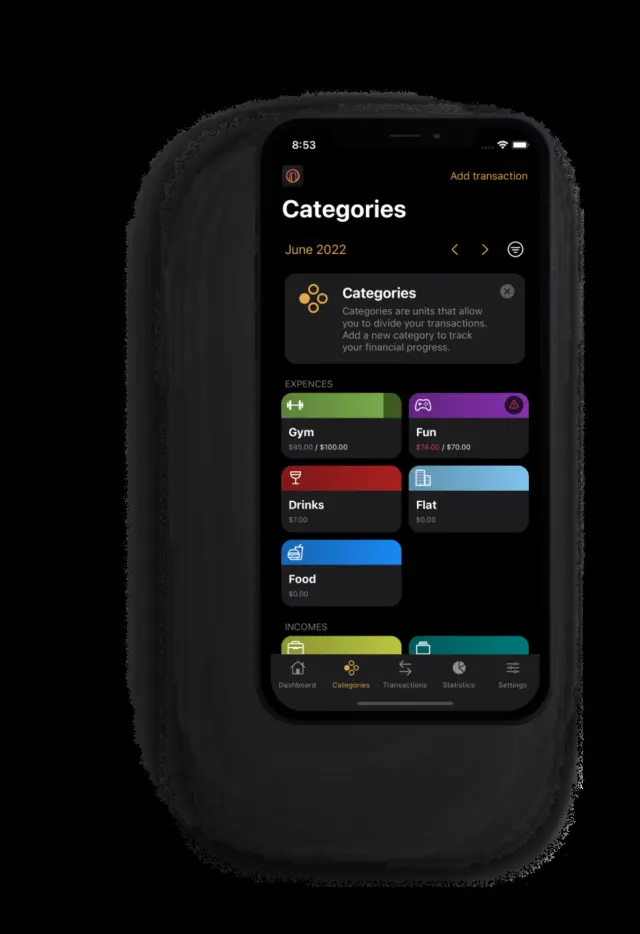 8:53
Add transaction
Categories
June 2022
Categories
Categories are units that allow
you to divide your transactions.
Add a new category to track
your financial progress.
EXPENCES
Gym
$85.00 / $100.00
Fun
$74.00 / $70.00
Drinks
$7.00
Flat
$0.00
Food
$0.00
INCOMES
Dashboard
Categories
Transactions
Statistics
Settings